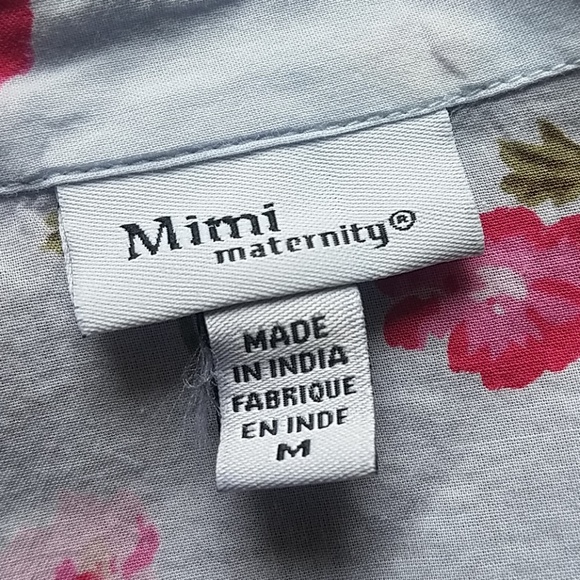 Mimi
maternity®
MADE
IN INDIA
FABRIQUE
EN INDE
M